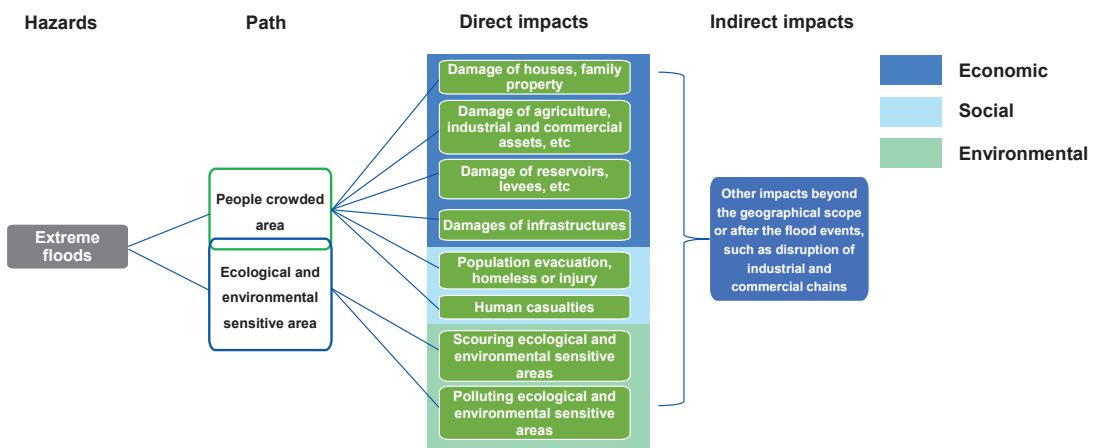 Hazards
Path
Direct impacts
Indirect impacts
Economic
Social
Environmental
Extreme
floods
People crowded
area
Ecological and
environmental
sensitive area
Damage of houses, family
property
Damage of agriculture,
industrial and commercial
assets, etc
Damage of reservoirs,
levees, etc
Damages of infrastructures
Population evacuation,
homeless or injury
Human casualties
Scouring ecological and
environmental sensitive
areas
Polluting ecological and
environmental sensitive
areas
Other impacts beyond
the geographical scope
or after the flood events,
such as disruption of
industrial and
commercial chains